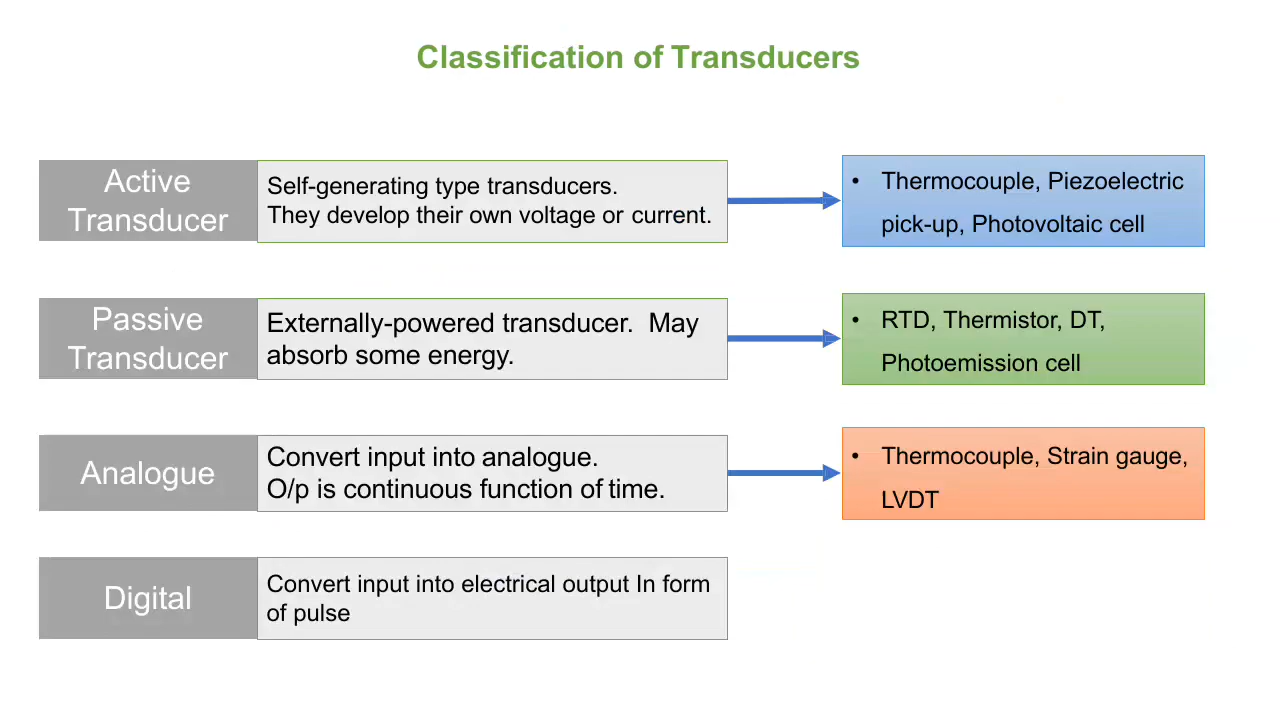 Classification of Transducers
Active
Transducer
Self-generating type transducers.
They develop their own voltage or current.
• Thermocouple, Piezoelectric
pick-up, Photovoltaic cell
Passive
Transducer
Externally-powered transducer.  May
absorb some energy.
• RTD, Thermistor, DT,
Photoemission cell
Analogue
Convert input into analogue.
O/p is continuous function of time.
• Thermocouple, Strain gauge,
LVDT
Digital
Convert input into electrical output In form
of pulse